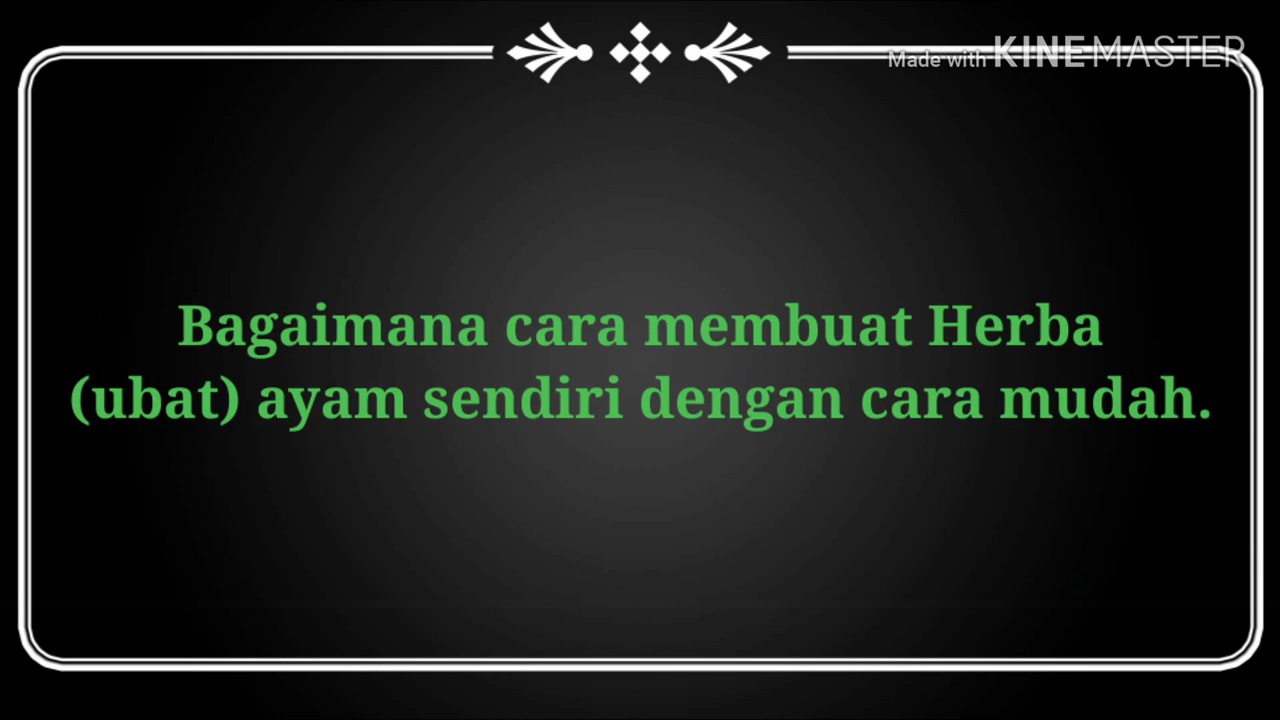 Made with KINEMASTER
Bagaimana cara membuat Herba
(ubat) ayam sendiri dengan cara mudah.